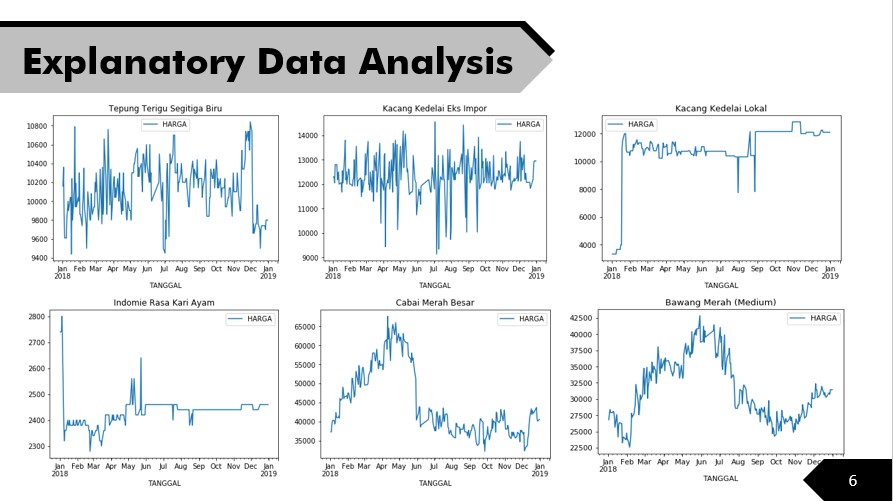 Explanatory Data Analysis
Tepung Terigu Segitiga Biru
HARGA
10800
10600
10400
10200
10000
9800
9600
9400
Jan Feb Mar Apr May Jun Jul Aug Sep Oct Nov Dec Jan
2018 2019
TANGGAL
Kacang Kedelai Eks Impor
HARGA
14000
13000
12000
11000
10000
9000
Jan Feb Mar Apr May Jun Jul Aug Sep Oct Nov Dec Jan
2018 2019
TANGGAL
Kacang Kedelai Lokal
HARGA
12000
10000
8000
6000
4000
Jan Feb Mar Apr May Jun Jul Aug Sep Oct Nov Dec Jan
2018 2019
TANGGAL
Indomie Rasa Kari Ayam
HARGA
2800
2700
2600
2500
2400
2300
Jan Feb Mar Apr May Jun Jul Aug Sep Oct Nov Dec Jan
2018 2019
TANGGAL
Cabai Merah Besar
HARGA
65000
60000
55000
50000
45000
40000
35000
Jan Feb Mar Apr May Jun Jul Aug Sep Oct Nov Dec Jan
2018 2019
TANGGAL
Bawang Merah (Medium)
HARGA
42500
40000
37500
35000
32500
30000
27500
25000
22500
Jan Feb Mar Apr May Jun Jul Aug Sep Oct Nov
2018
TANGGAL
6